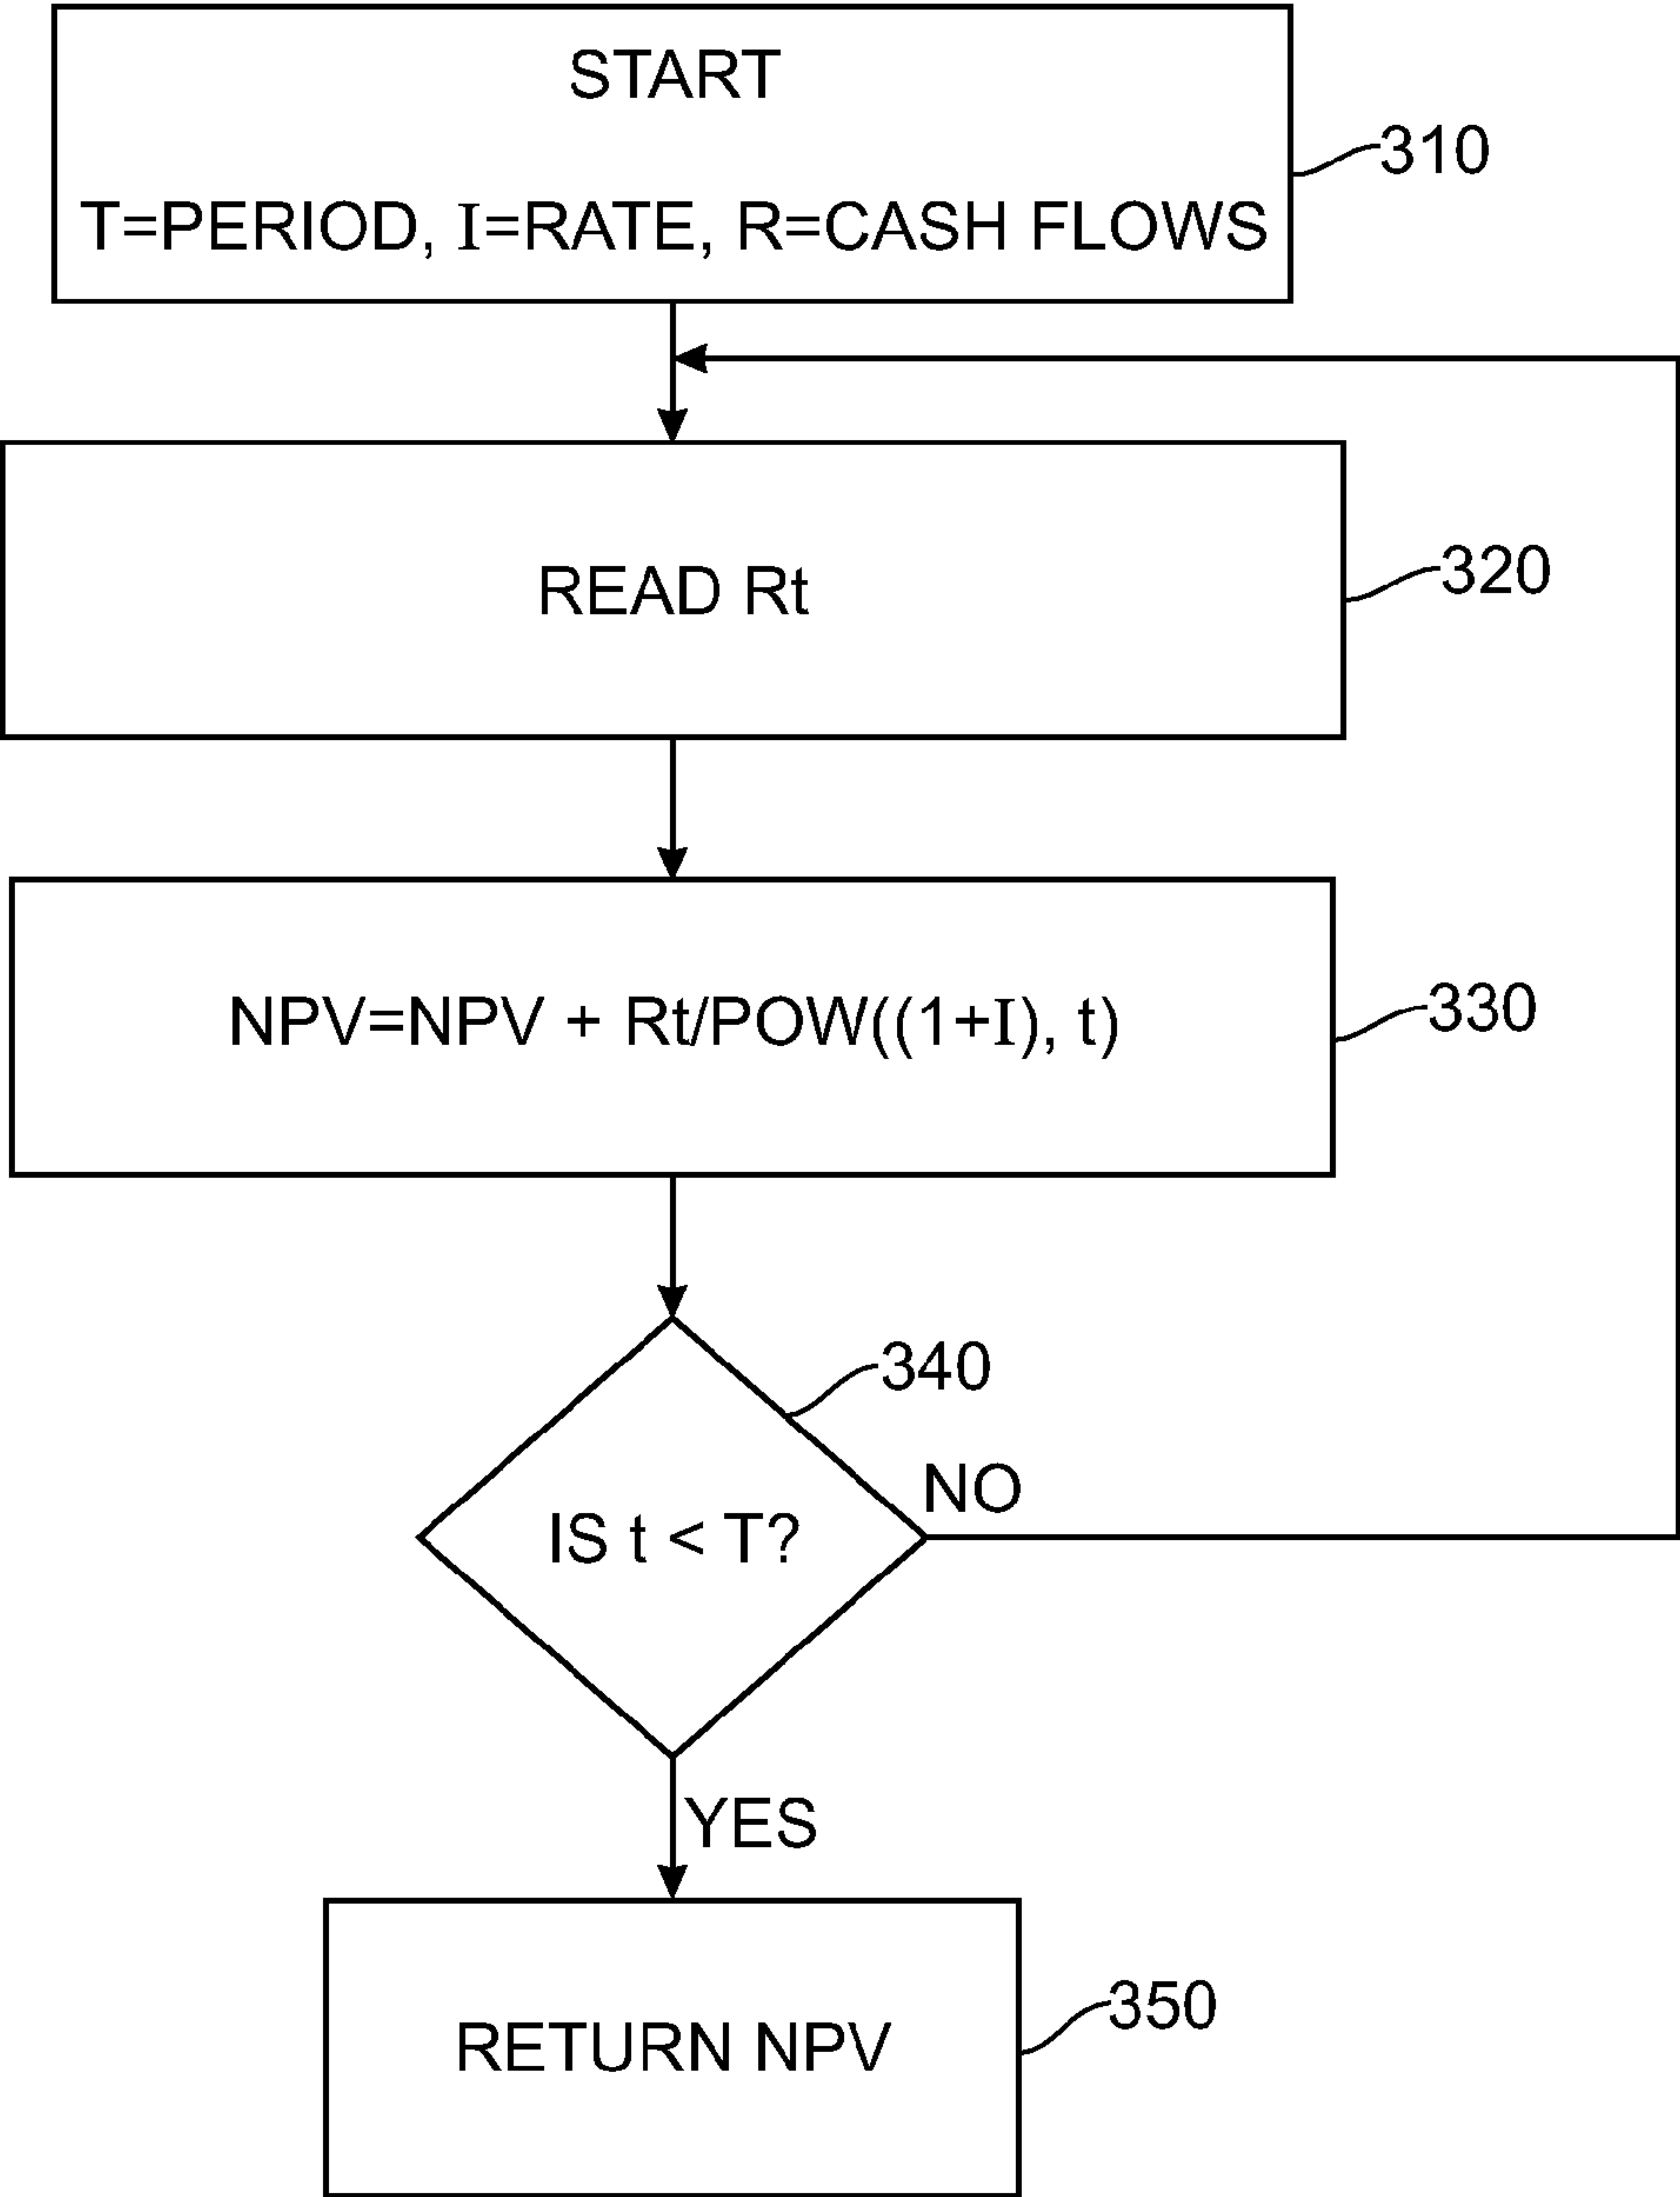 START
T=PERIOD, I=RATE, R=CASH FLOWS
310
READ Rt
320
NPV=NPV + Rt/POW((1+I), t)
330
340
NO
IS t < T?
YES
RETURN NPV
350